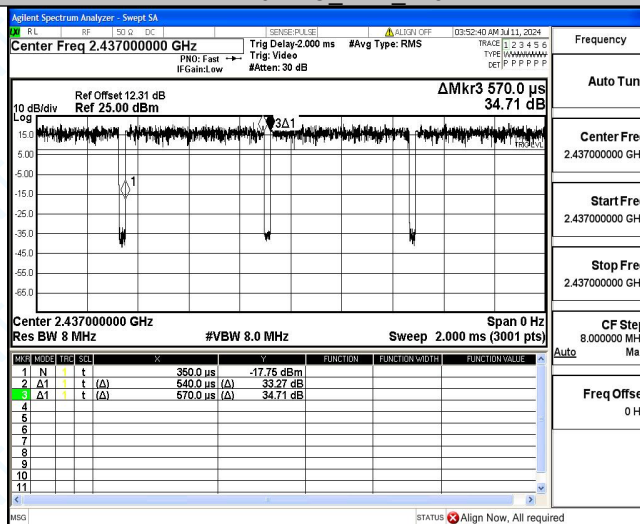 Agilent Spectrum Analyzer - Swept SA
LXI RL RF 50 Ω DC SENSE:PULSE ALIGN OFF 03:52:40 AM Jul 11, 2024
Center Freq 2.437000000 GHz
PNO: Fast
IFGain:Low
Trig Delay-2.000 ms
Trig: Video
#Atten: 30 dB
#Avg Type: RMS
TRACE 1 2 3 4 5 6
TYPE
DET P P P P P P
Frequency
Auto Tun
Ref Offset 12.31 dB
Ref 25.00 dBm
10 dB/div
Log
ΔMkr3 570.0 µs
34.71 dB
15.0
5.00
-5.00
-15.0
-25.0
-35.0
-45.0
-55.0
-65.0
3Δ1
1
TRIG LVL
Center Fre
2.437000000 GH
Start Fre
2.437000000 GH
Stop Fre
2.437000000 GH
CF Step
8.000000 MH
Auto Ma
Freq Offse
0 H
Center 2.437000000 GHz
Res BW 8 MHz
#VBW 8.0 MHz
Span 0 Hz
Sweep 2.000 ms (3001 pts)
MKR MODE TRC SCL X Y FUNCTION FUNCTION WIDTH FUNCTION VALUE
1 N 1 t 350.0 µs -17.75 dBm
2 Δ1 1 t (Δ) 540.0 µs (Δ) 33.27 dB
3 Δ1 1 t (Δ) 570.0 µs (Δ) 34.71 dB
4
5
6
7
8
9
10
11
MSG
STATUS Align Now, All required